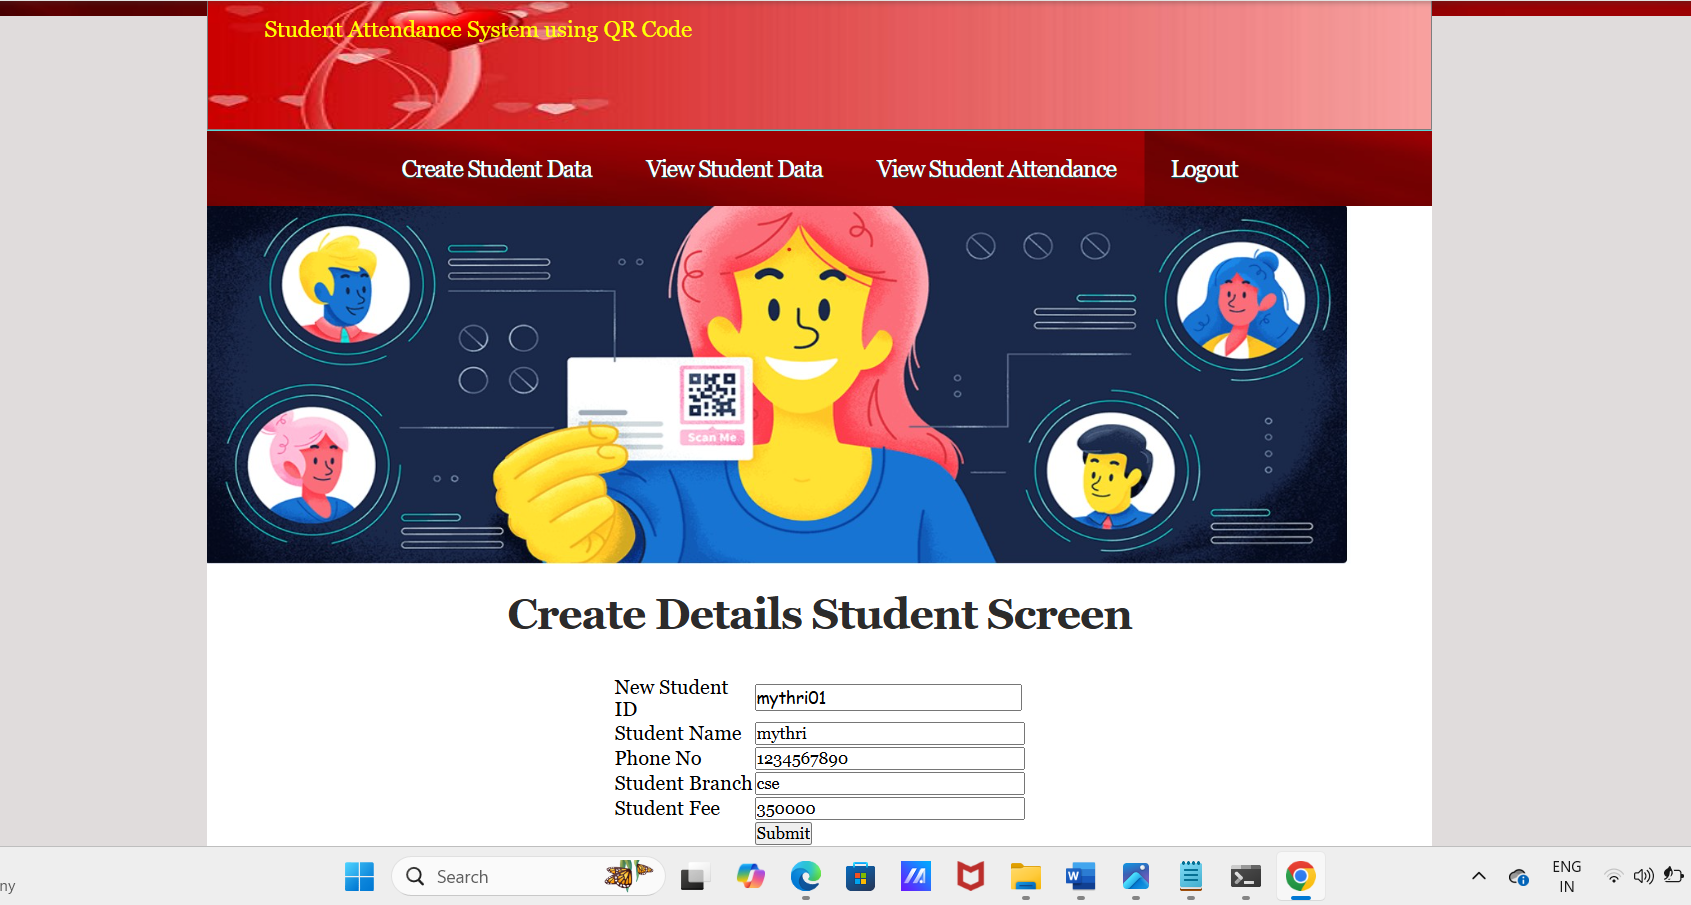 Student Attendance System using QR Code
Create Student Data View Student Data View Student Attendance Logout
Scan Me
Create Details Student Screen
New Student
ID
mythri01
Student Name mythri
Phone No 1234567890
Student Branch cse
Student Fee 350000
Submit
ny
Search
ENG
IN